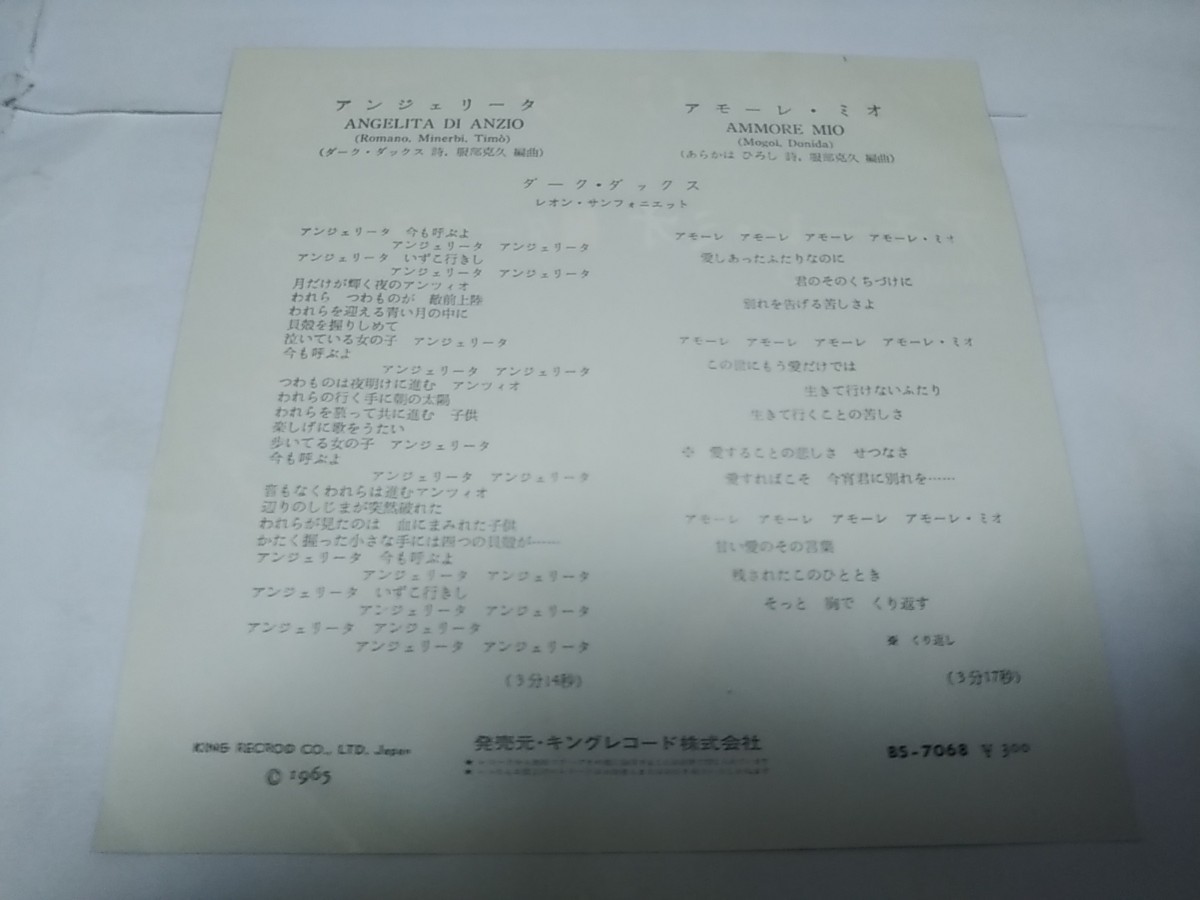 アンジェリータ
ANGELITA DI ANZIO
(Romano, Minerbi, Timò)
(ダーク・ダックス 詩, 服部克久 編曲)
アモーレ・ミオ
AMMORE MIO
(Mogol, Donida)
(あらかは ひろし 詩, 服部克久 編曲)
ダーク・ダックス
レオン・サンフォニエット
アンジェリータ 今も呼ぶよ
アンジェリータ アンジェリータ
アンジェリータ いずこ行きし
アンジェリータ アンジェリータ
月だけが輝く夜のアンツィオ
われら つわものが 敵前上陸
われらを迎える青い月の中に
貝殻を握りしめて
泣いている女の子 アンジェリータ
今も呼ぶよ
アンジェリータ アンジェリータ
つわものは夜明けに進む アンツィオ
われらの行く手に朝の太陽
われらを慕って共に進む 子供
楽しげに歌をうたい
歩いてる女の子 アンジェリータ
今も呼ぶよ
アンジェリータ アンジェリータ
音もなくわれらは進むアンツィオ
辺りのしじまが突然破れた
われらが見たのは 血にまみれた子供
かたく握った小さな手には四つの貝殻が……
アンジェリータ 今も呼ぶよ
アンジェリータ アンジェリータ
アンジェリータ いずこ行きし
アンジェリータ アンジェリータ
アンジェリータ アンジェリータ
アンジェリータ アンジェリータ
(3分14秒)
アモーレ アモーレ アモーレ アモーレ・ミオ
愛しあったふたりなのに
君のそのくちづけに
別れを告げる苦しさよ
アモーレ アモーレ アモーレ アモーレ・ミオ
この世にもう愛だけでは
生きて行けないふたり
生きて行くことの苦しさ
※ 愛することの悲しさ せつなさ
愛すればこそ 今宵君に別れを……
アモーレ アモーレ アモーレ アモーレ・ミオ
甘い愛のその言葉
残されたこのひととき
そっと 胸で くり返す
※ くり返し
(3分17秒)
KING RECROD CO., LTD. Japan
© 1965
発売元・キングレコード株式会社
BS-7068 ¥300